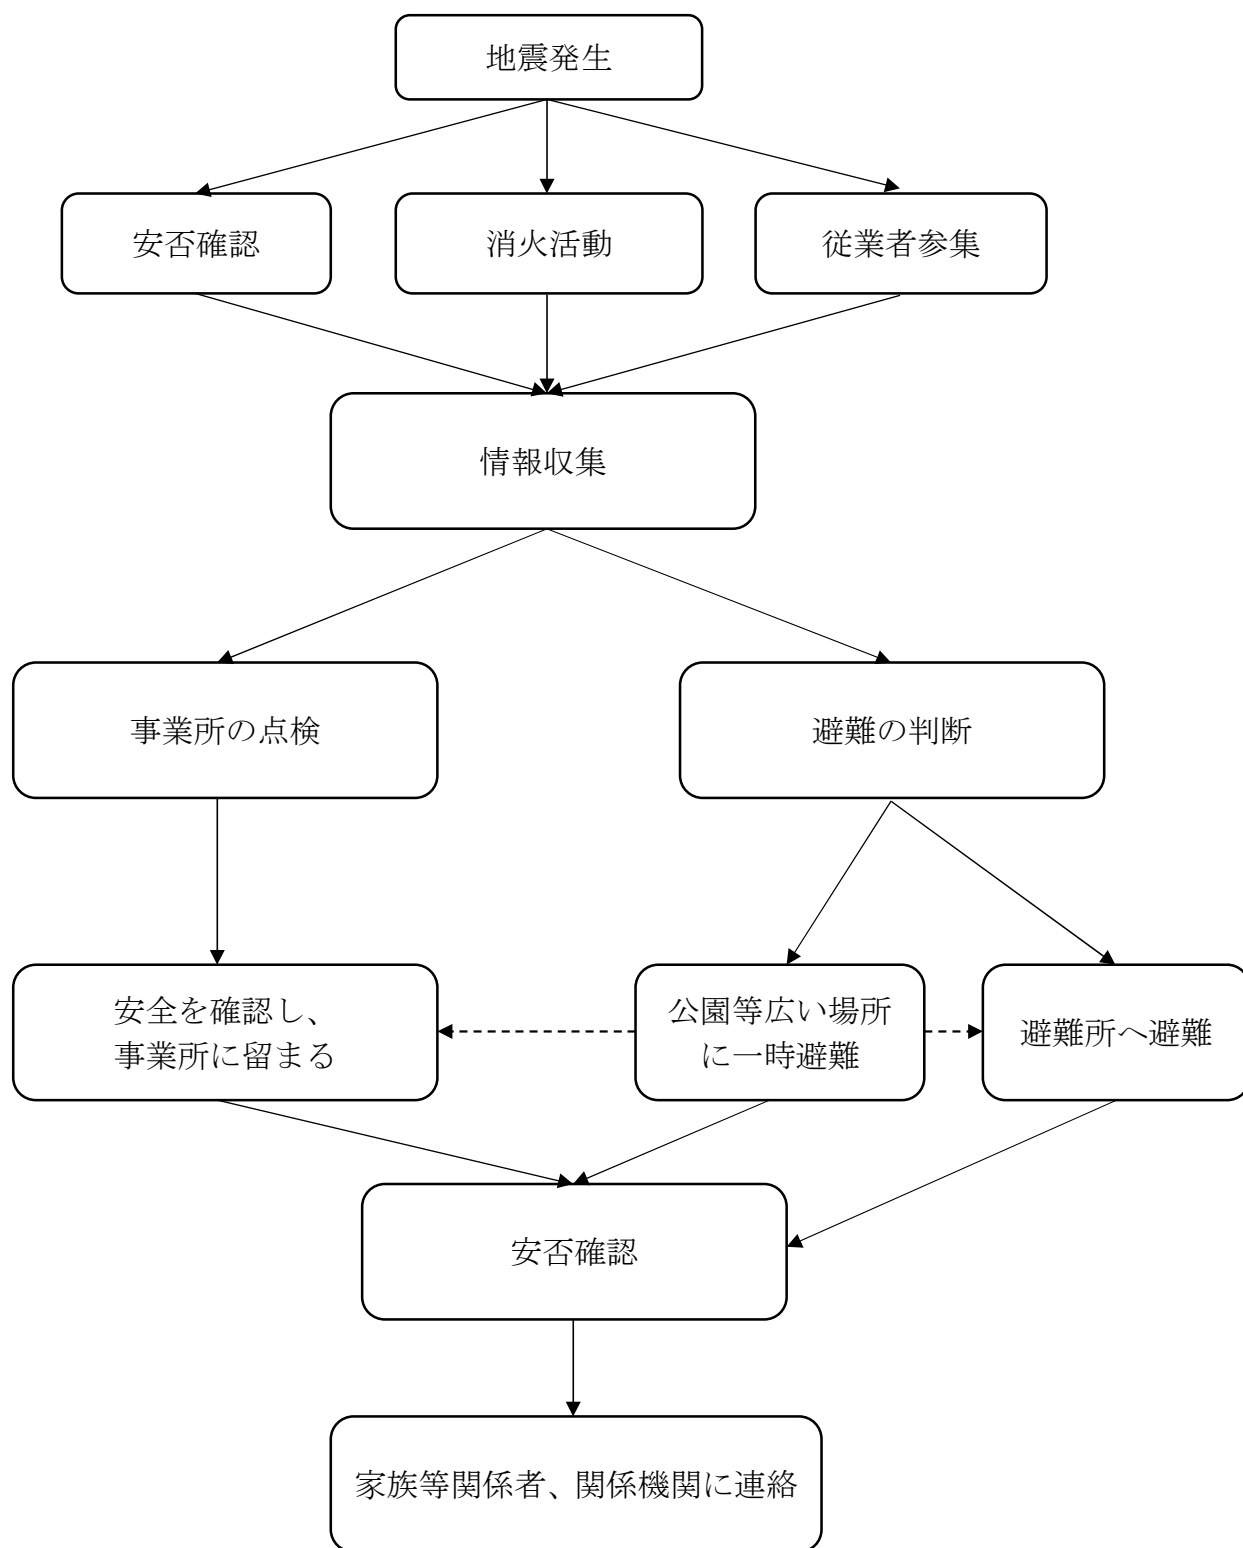 地震発生
安否確認
消火活動
従業者参集
情報収集
事業所の点検
避難の判断
安全を確認し、
事業所に留まる
公園等広い場所
に一時避難
避難所へ避難
安否確認
家族等関係者、関係機関に連絡